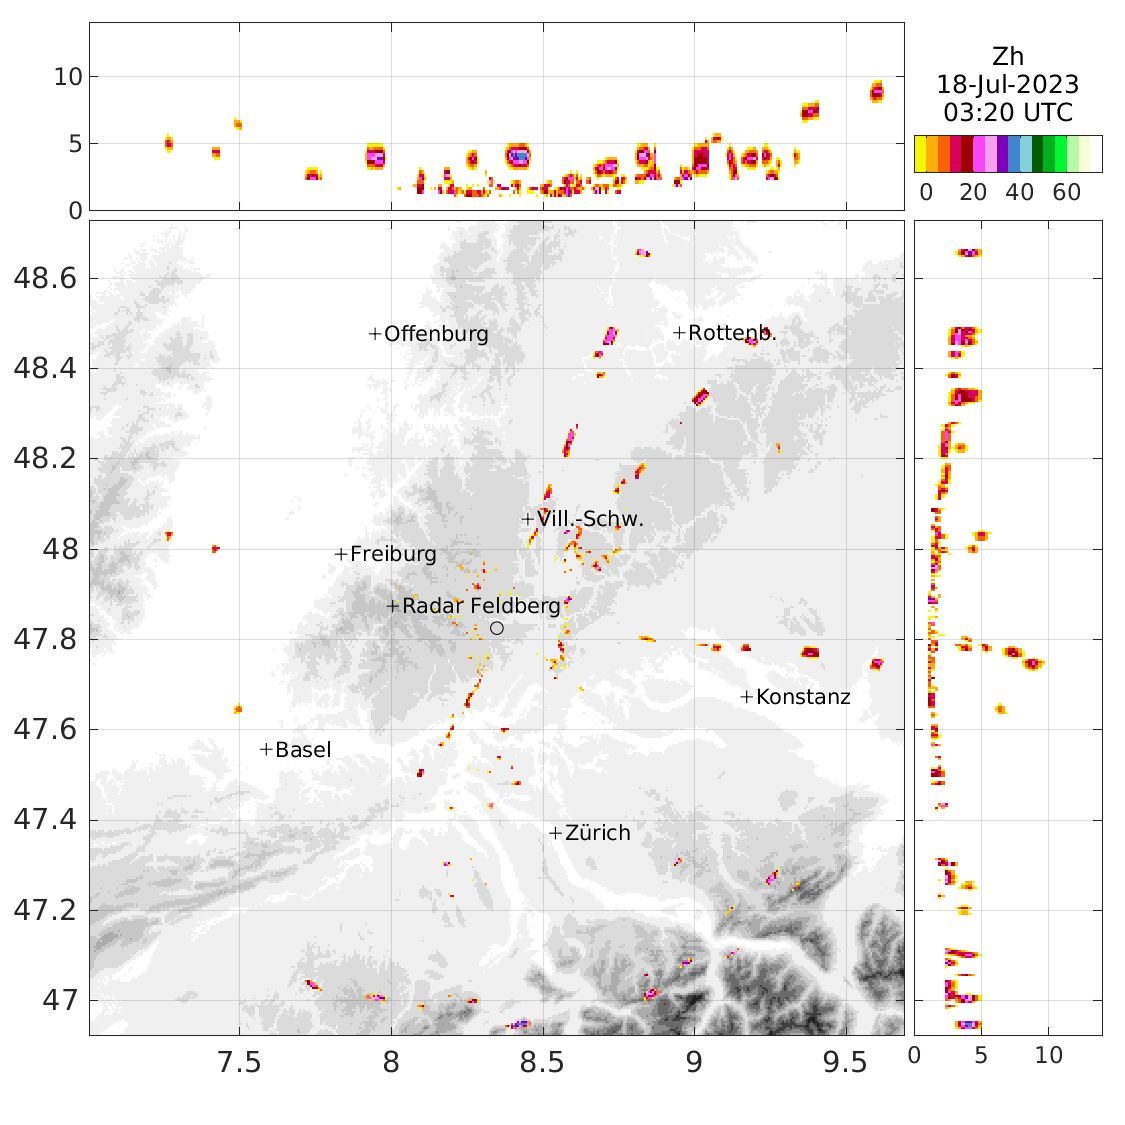 10
5
0
Zh
18-Jul-2023
03:20 UTC
0 20 40 60
48.6
48.4
48.2
48
47.8
47.6
47.4
47.2
47
+Offenburg
+Rottenb.
+Vill.-Schw.
+Freiburg
+Radar Feldberg
+Konstanz
+Basel
+Zürich
7.5 8 8.5 9 9.5
0 5 10